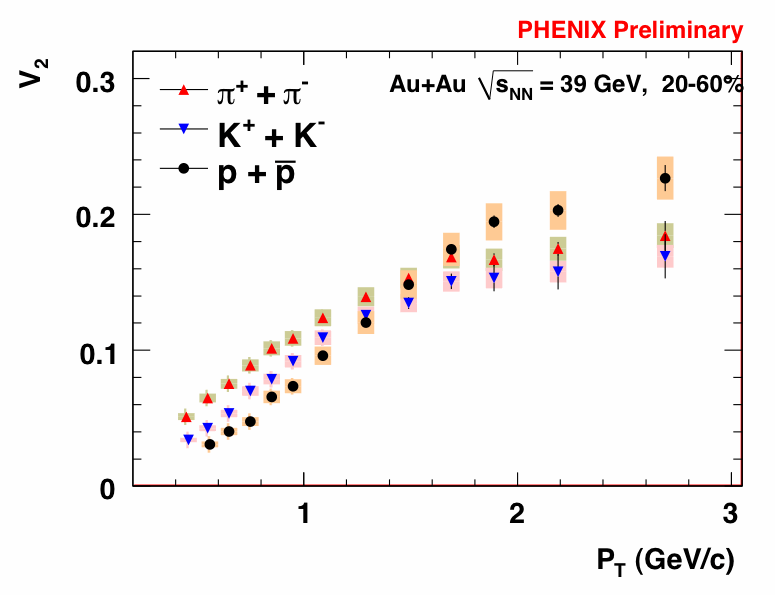 PHENIX Preliminary
V₂
0.3
0.2
0.1
0
Au+Au √sNN = 39 GeV, 20-60%
π⁺ + π⁻
K⁺ + K⁻
p + p̅
1
2
3
P_T (GeV/c)